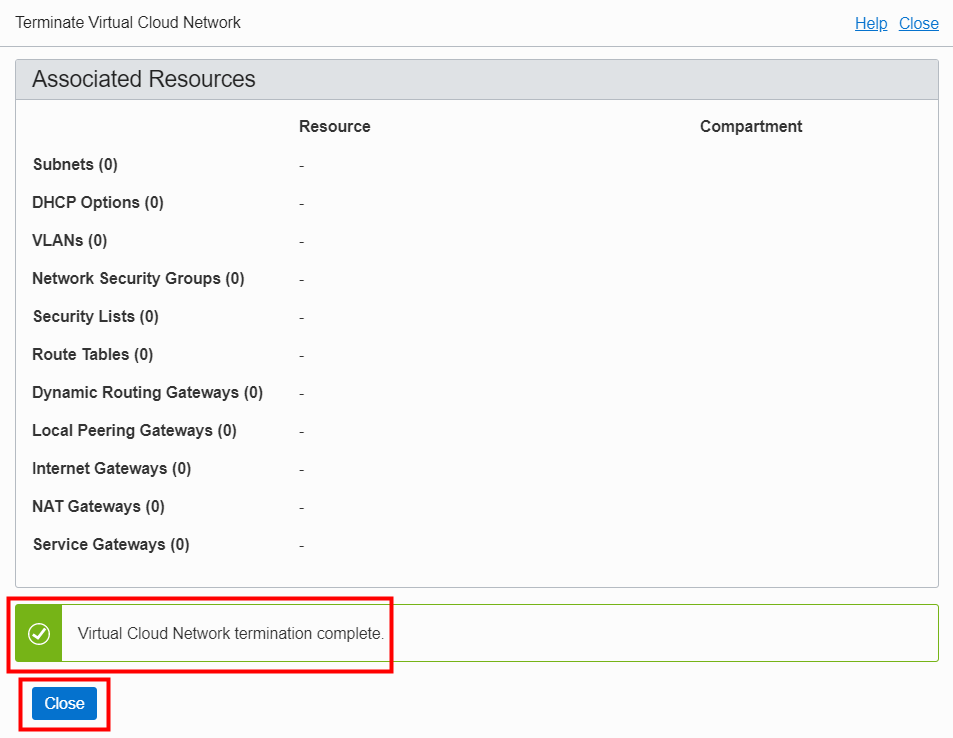 Terminate Virtual Cloud Network Help Close
Associated Resources
Resource Compartment
Subnets (0) -
DHCP Options (0) -
VLANs (0) -
Network Security Groups (0) -
Security Lists (0) -
Route Tables (0) -
Dynamic Routing Gateways (0) -
Local Peering Gateways (0) -
Internet Gateways (0) -
NAT Gateways (0) -
Service Gateways (0) -
Virtual Cloud Network termination complete.
Close